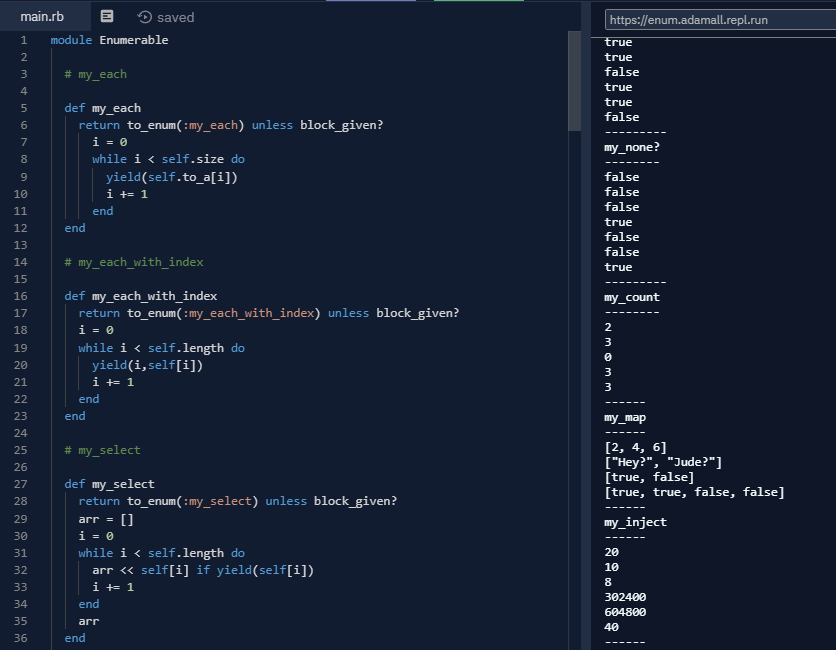 main.rb
saved
1 module Enumerable
2
3 # my_each
4
5 def my_each
6 return to_enum(:my_each) unless block_given?
7 i = 0
8 while i < self.size do
9 yield(self.to_a[i])
10 i += 1
11 end
12 end
13
14 # my_each_with_index
15
16 def my_each_with_index
17 return to_enum(:my_each_with_index) unless block_given?
18 i = 0
19 while i < self.length do
20 yield(i,self[i])
21 i += 1
22 end
23 end
24
25 # my_select
26
27 def my_select
28 return to_enum(:my_select) unless block_given?
29 arr = []
30 i = 0
31 while i < self.length do
32 arr << self[i] if yield(self[i])
33 i += 1
34 end
35 arr
36 end
https://enum.adamall.repl.run
true
true
false
true
true
false
---------
my_none?
--------
false
false
false
true
false
false
true
---------
my_count
--------
2
3
0
3
3
------
my_map
------
[2, 4, 6]
["Hey?", "Jude?"]
[true, false]
[true, true, false, false]
------
my_inject
------
20
10
8
302400
604800
40
------